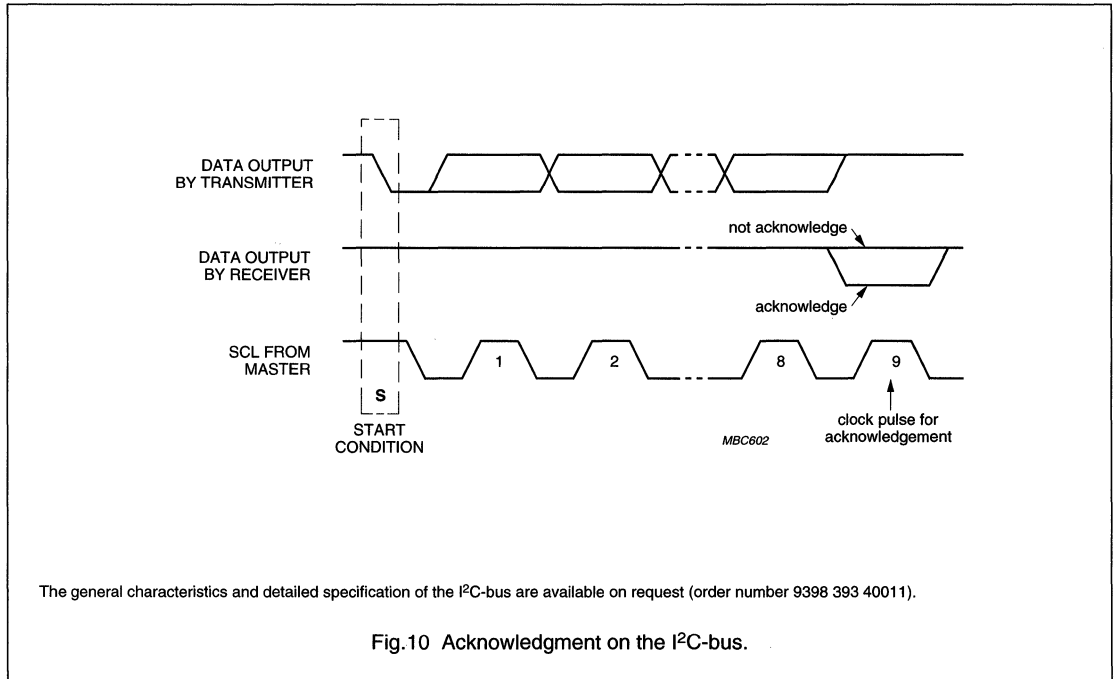 DATA OUTPUT
BY TRANSMITTER
not acknowledge
DATA OUTPUT
BY RECEIVER
acknowledge
SCL FROM
MASTER
1
2
8
9
S
START
CONDITION
MBC602
clock pulse for
acknowledgement
The general characteristics and detailed specification of the I²C-bus are available on request (order number 9398 393 40011).
Fig.10 Acknowledgment on the I²C-bus.